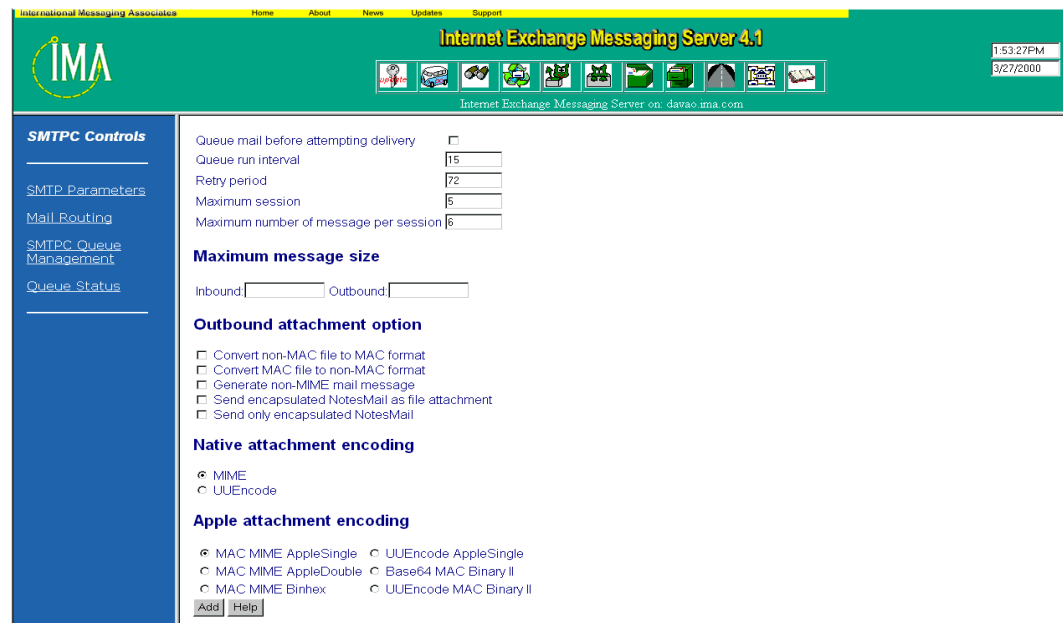 International Messaging Associates Home About News Updates Support
IMA
Internet Exchange Messaging Server 4.1
1:53:27PM
3/27/2000
update
Internet Exchange Messaging Server on: davao.ima.com
SMTPC Controls
SMTP Parameters
Mail Routing
SMTPC Queue
Management
Queue Status
Queue mail before attempting delivery
Queue run interval 15
Retry period 72
Maximum session 5
Maximum number of message per session 6
Maximum message size
Inbound: Outbound:
Outbound attachment option
Convert non-MAC file to MAC format
Convert MAC file to non-MAC format
Generate non-MIME mail message
Send encapsulated NotesMail as file attachment
Send only encapsulated NotesMail
Native attachment encoding
MIME
UUEncode
Apple attachment encoding
MAC MIME AppleSingle UUEncode AppleSingle
MAC MIME AppleDouble Base64 MAC Binary II
MAC MIME Binhex UUEncode MAC Binary II
Add Help